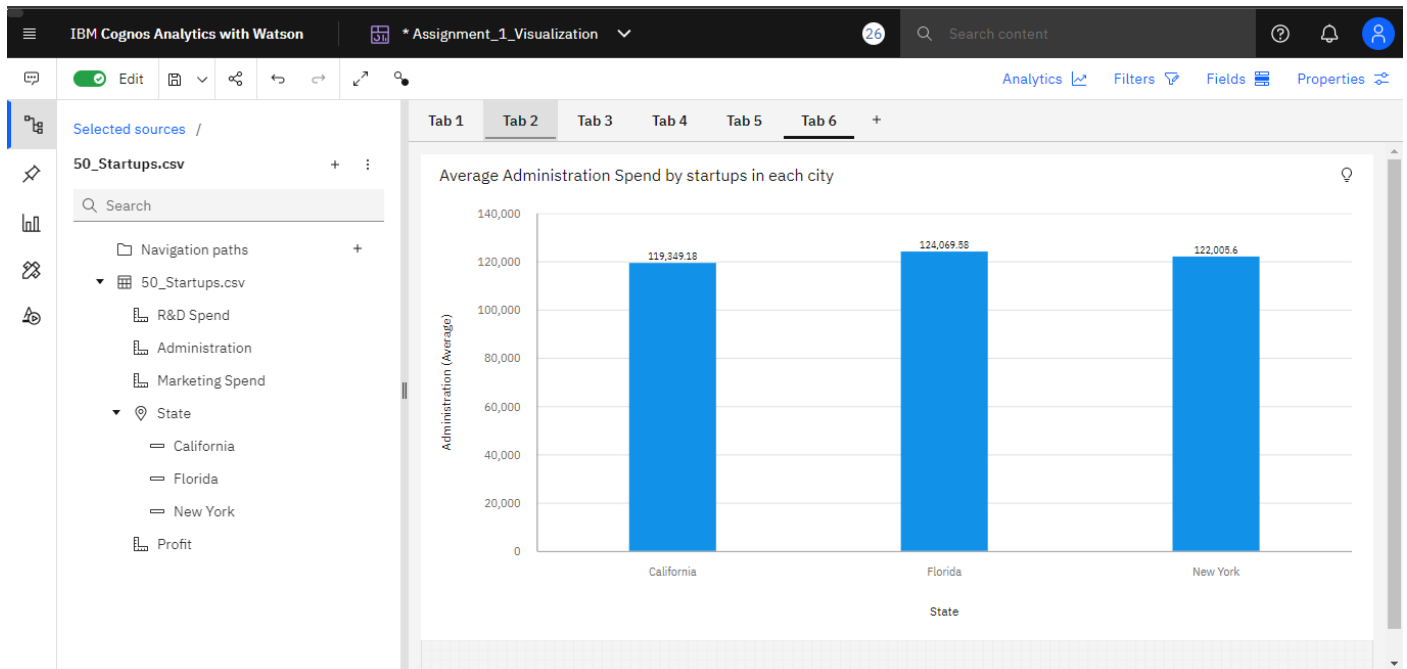 IBM Cognos Analytics with Watson
* Assignment_1_Visualization
26
Search content
Edit
Analytics
Filters
Fields
Properties
Selected sources /
50_Startups.csv
Search
Navigation paths
50_Startups.csv
R&D Spend
Administration
Marketing Spend
State
California
Florida
New York
Profit
Tab 1 Tab 2 Tab 3 Tab 4 Tab 5 Tab 6 +
Average Administration Spend by startups in each city
Administration (Average)
140,000
120,000
100,000
80,000
60,000
40,000
20,000
0
119,349.18
124,069.58
122,005.6
California
Florida
New York
State